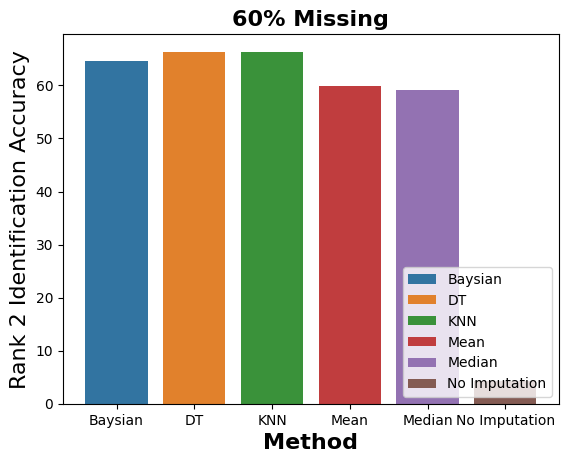 60% Missing
Rank 2 Identification Accuracy
60
50
40
30
20
10
0
Baysian
DT
KNN
Mean
Median
No Imputation
Baysian DT KNN Mean Median No Imputation
Method